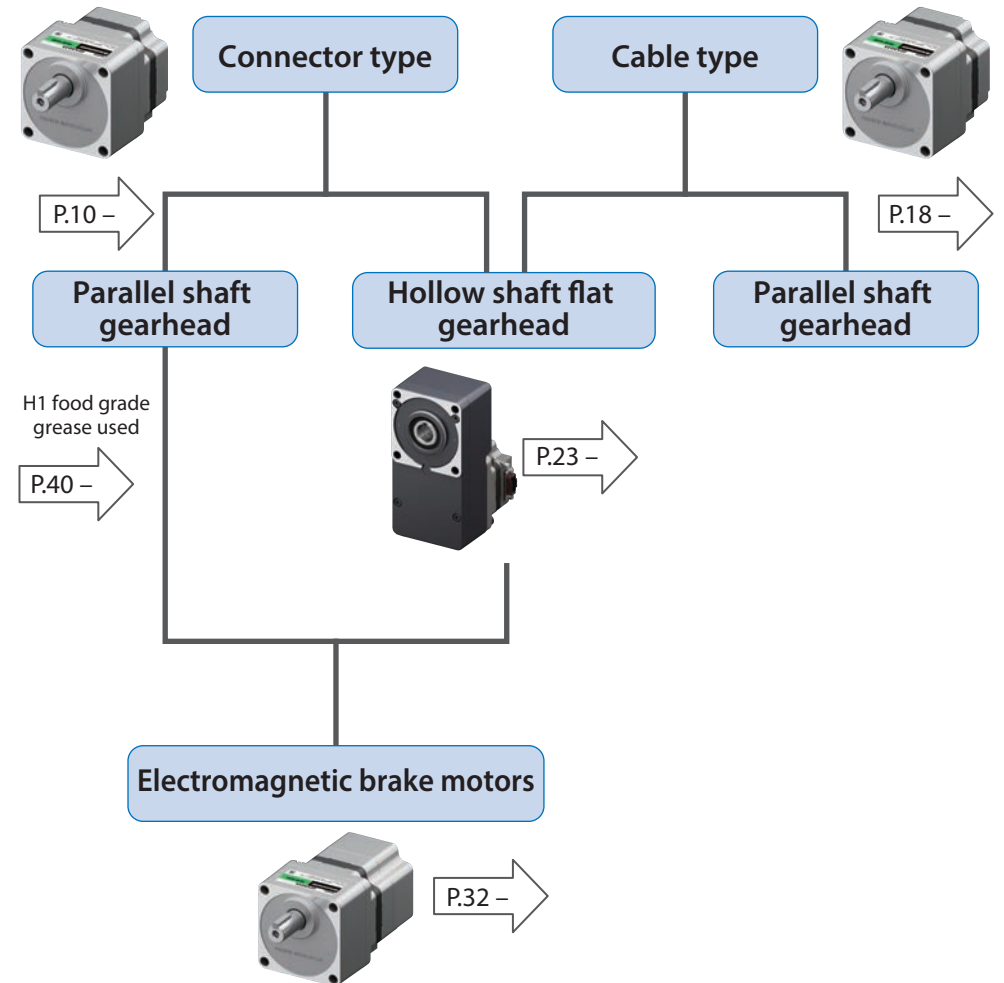 Connector type
Cable type
P.10 –
P.18 –
Parallel shaft
gearhead
Hollow shaft flat
gearhead
Parallel shaft
gearhead
H1 food grade
grease used
P.40 –
P.23 –
Electromagnetic brake motors
P.32 –